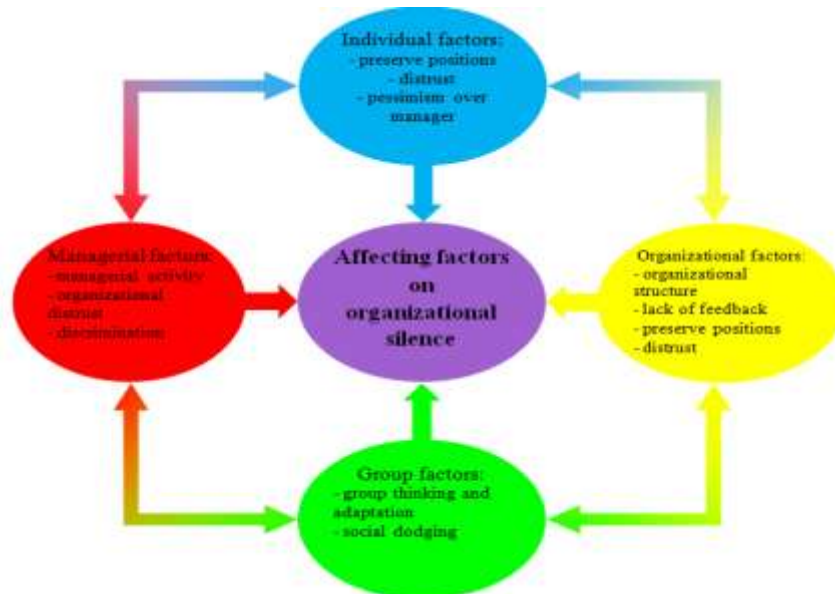 Individual factors:
- preserve positions
- distrust
- pessimism over
manager
Managerial factors:
- managerial activity
- organizational
distrust
- discrimination
Affecting factors
on
organizational
silence
Organizational factors:
- organizational
structure
- lack of feedback
- preserve positions
- distrust
Group factors:
- group thinking and
adaptation
- social dodging